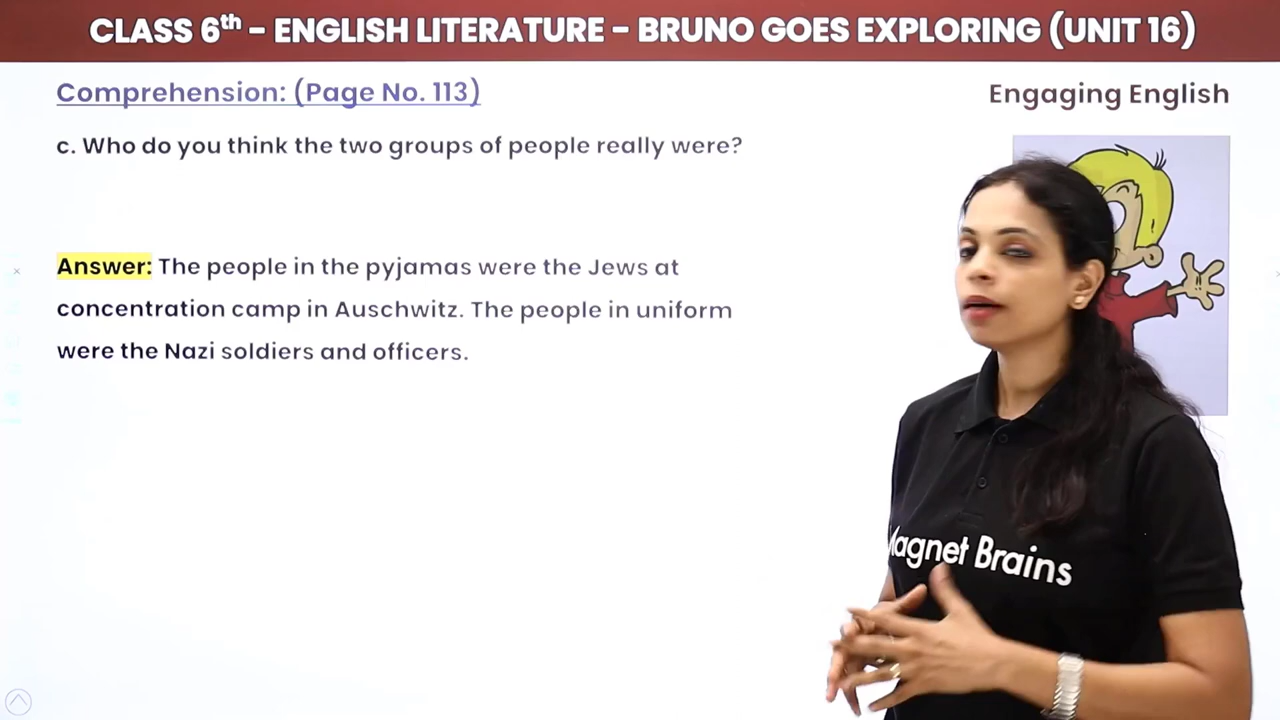 CLASS 6th - ENGLISH LITERATURE - BRUNO GOES EXPLORING (UNIT 16)
Comprehension: (Page No. 113)
Engaging English
c. Who do you think the two groups of people really were?
Answer: The people in the pyjamas were the Jews at
concentration camp in Auschwitz. The people in uniform
were the Nazi soldiers and officers.
Magnet Brains